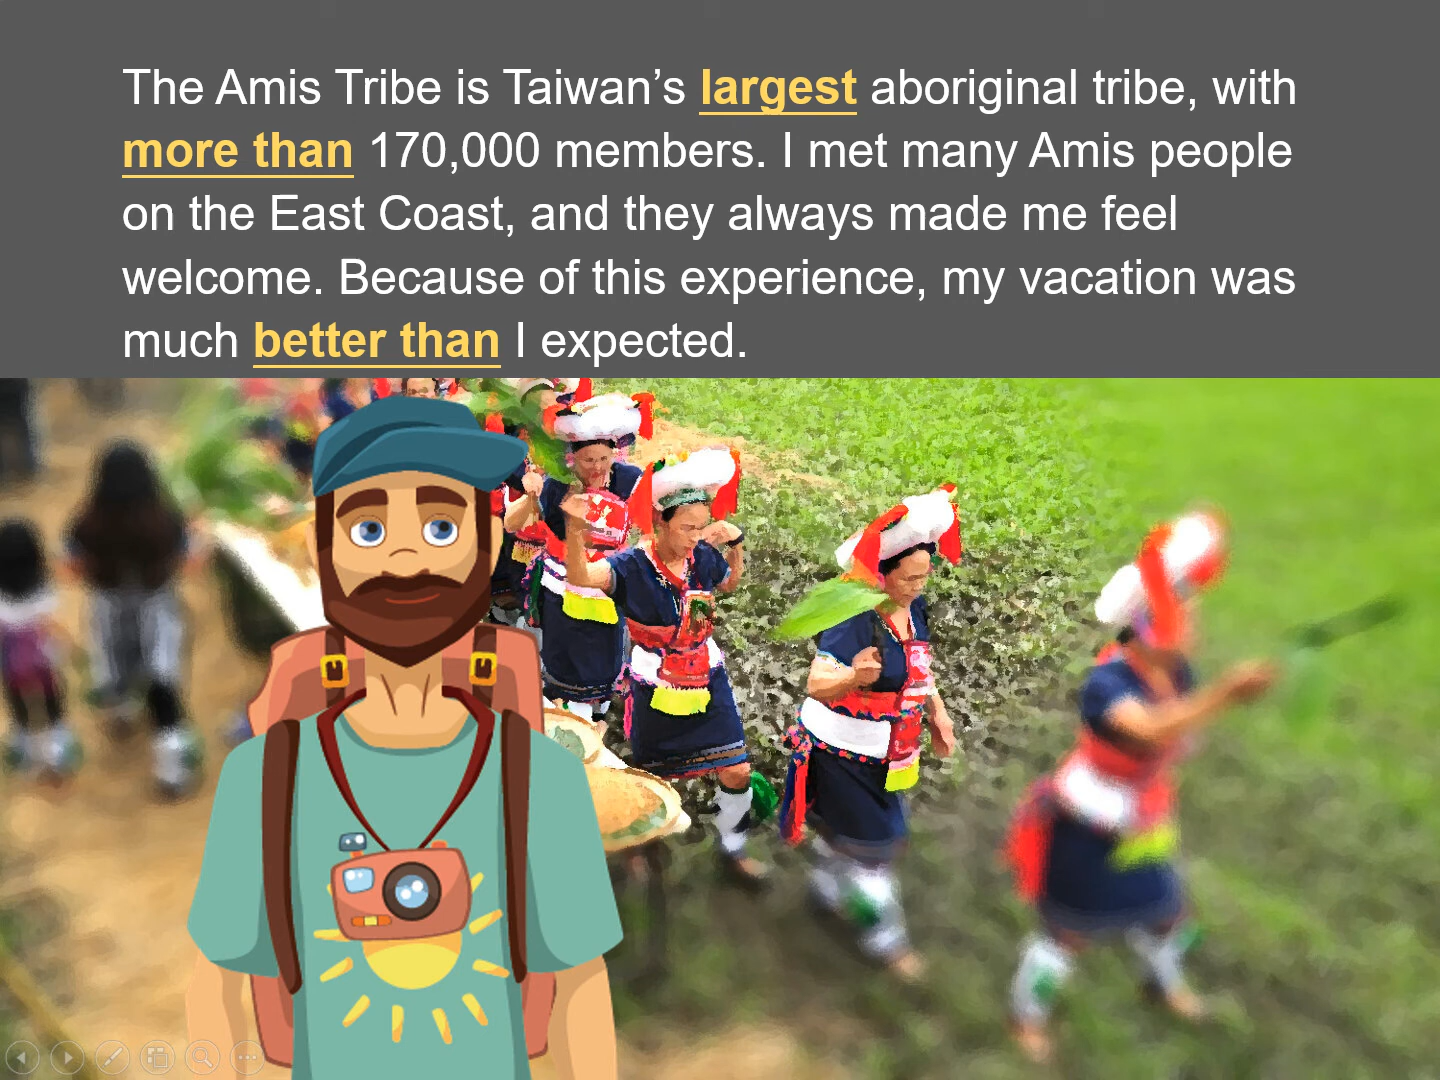 The Amis Tribe is Taiwan’s largest aboriginal tribe, with
more than 170,000 members. I met many Amis people
on the East Coast, and they always made me feel
welcome. Because of this experience, my vacation was
much better than I expected.